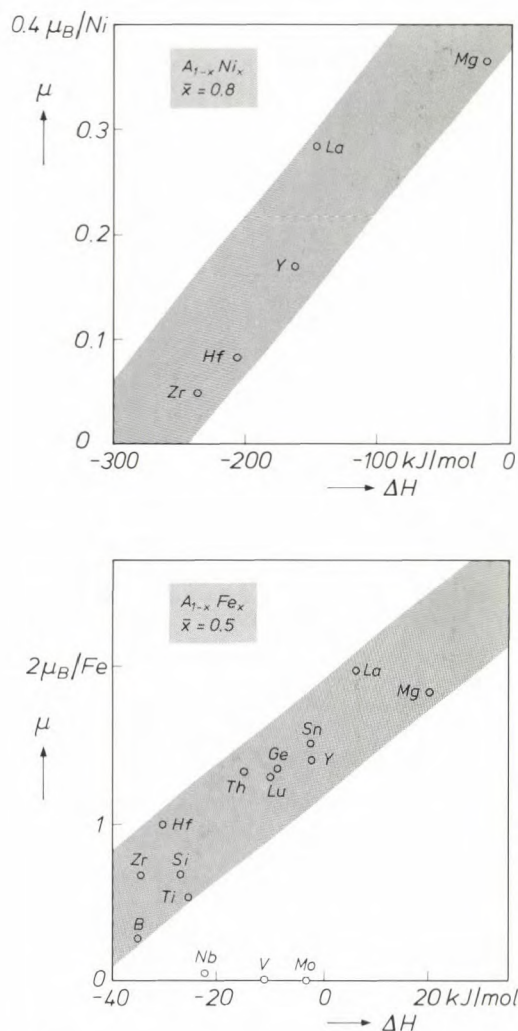 0.4 μB/Ni
A1-x Nix
x̄ = 0.8
Mg
μ
0.3
La
0.2
Y
0.1
Hf
Zr
0
-300
-200
-100 kJ/mol
0
ΔH
A1-x Fex
x̄ = 0.5
2μB/Fe
La
Mg
μ
Sn
Ge
Y
Th
Lu
1
Hf
Zr
Si
Ti
B
Nb
V
Mo
0
-40
-20
0
20 kJ/mol
ΔH